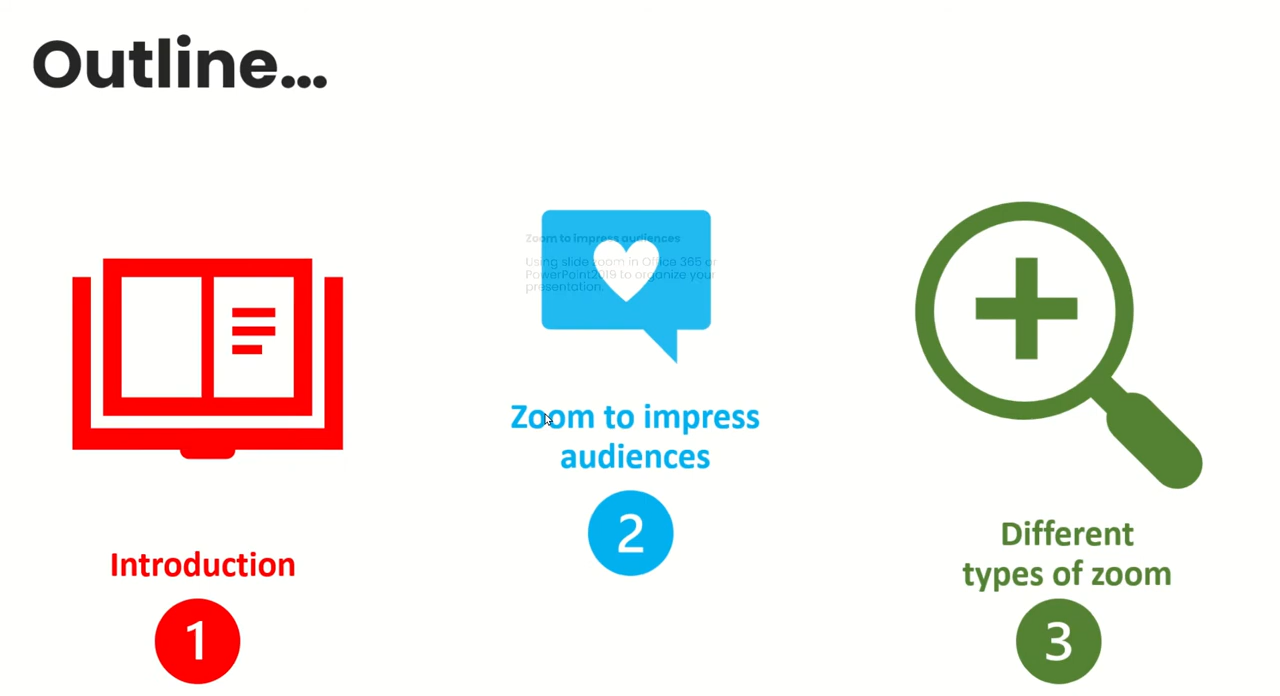 Outline...
Zoom to impress audiences
Using slide zoom in Office 365 or
PowerPoint2019 to organize your
presentation.
Zoom to impress
audiences
2
Introduction
1
Different
types of zoom
3